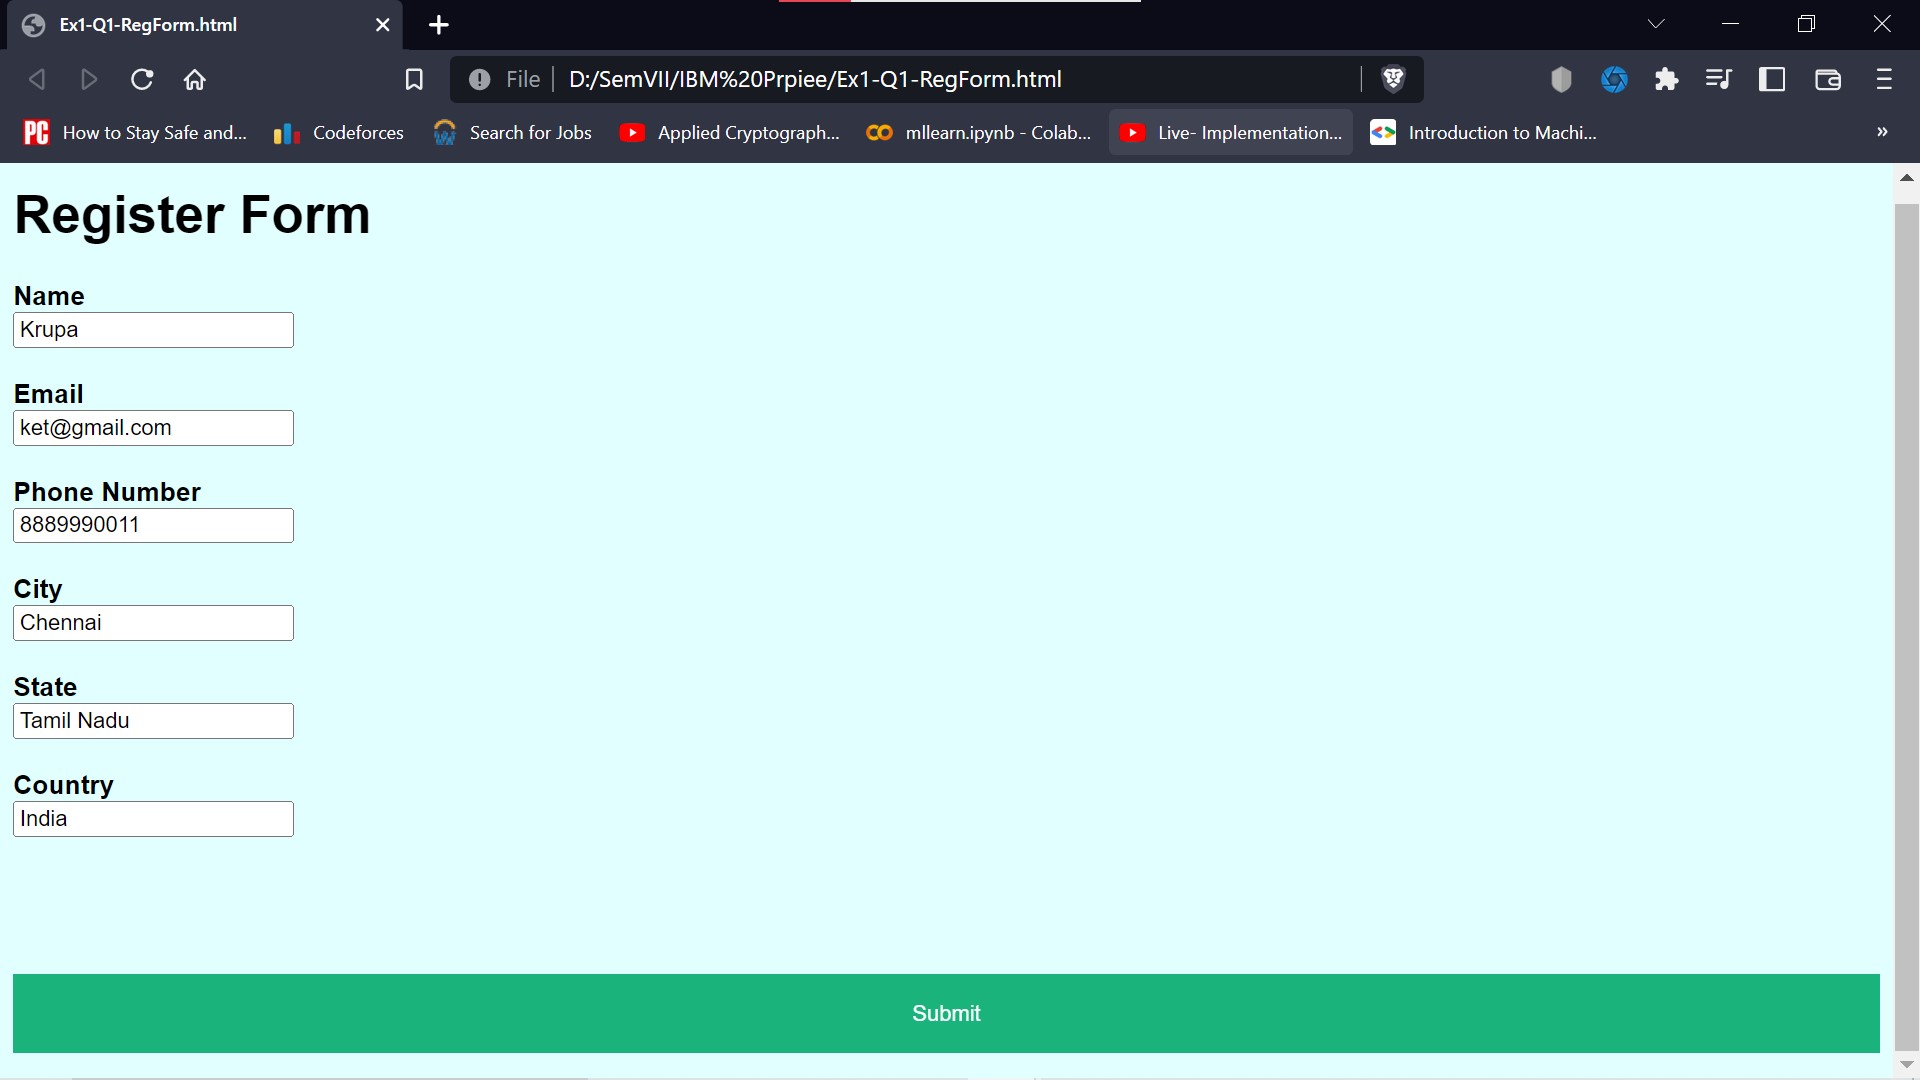 Ex1-Q1-RegForm.html
File D:/SemVII/IBM%20Prpiee/Ex1-Q1-RegForm.html
PC How to Stay Safe and... Codeforces Search for Jobs Applied Cryptograph... mllearn.ipynb - Colab... Live- Implementation... Introduction to Machi... »
Register Form
Name
Krupa
Email
ket@gmail.com
Phone Number
8889990011
City
Chennai
State
Tamil Nadu
Country
India
Submit